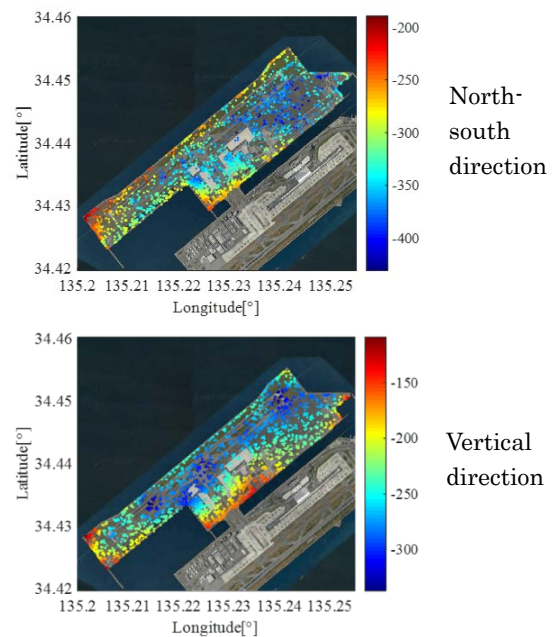 34.46
34.45
34.44
34.43
34.42
Latitude[°]
135.2 135.21 135.22 135.23 135.24 135.25
Longitude[°]
-200
-250
-300
-350
-400
North-
south
direction
34.46
34.45
34.44
34.43
34.42
Latitude[°]
135.2 135.21 135.22 135.23 135.24 135.25
Longitude[°]
-150
-200
-250
-300
Vertical
direction